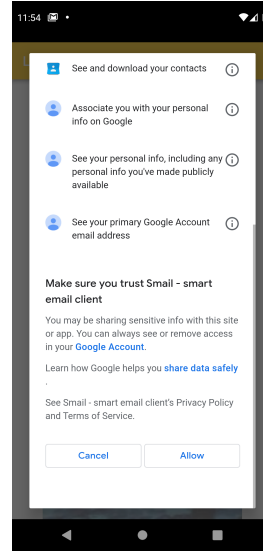 11:54
See and download your contacts
Associate you with your personal
info on Google
See your personal info, including any
personal info you've made publicly
available
See your primary Google Account
email address
Make sure you trust Smail - smart
email client
You may be sharing sensitive info with this site
or app. You can always see or remove access
in your Google Account.
Learn how Google helps you share data safely
.
See Smail - smart email client's Privacy Policy
and Terms of Service.
Cancel
Allow